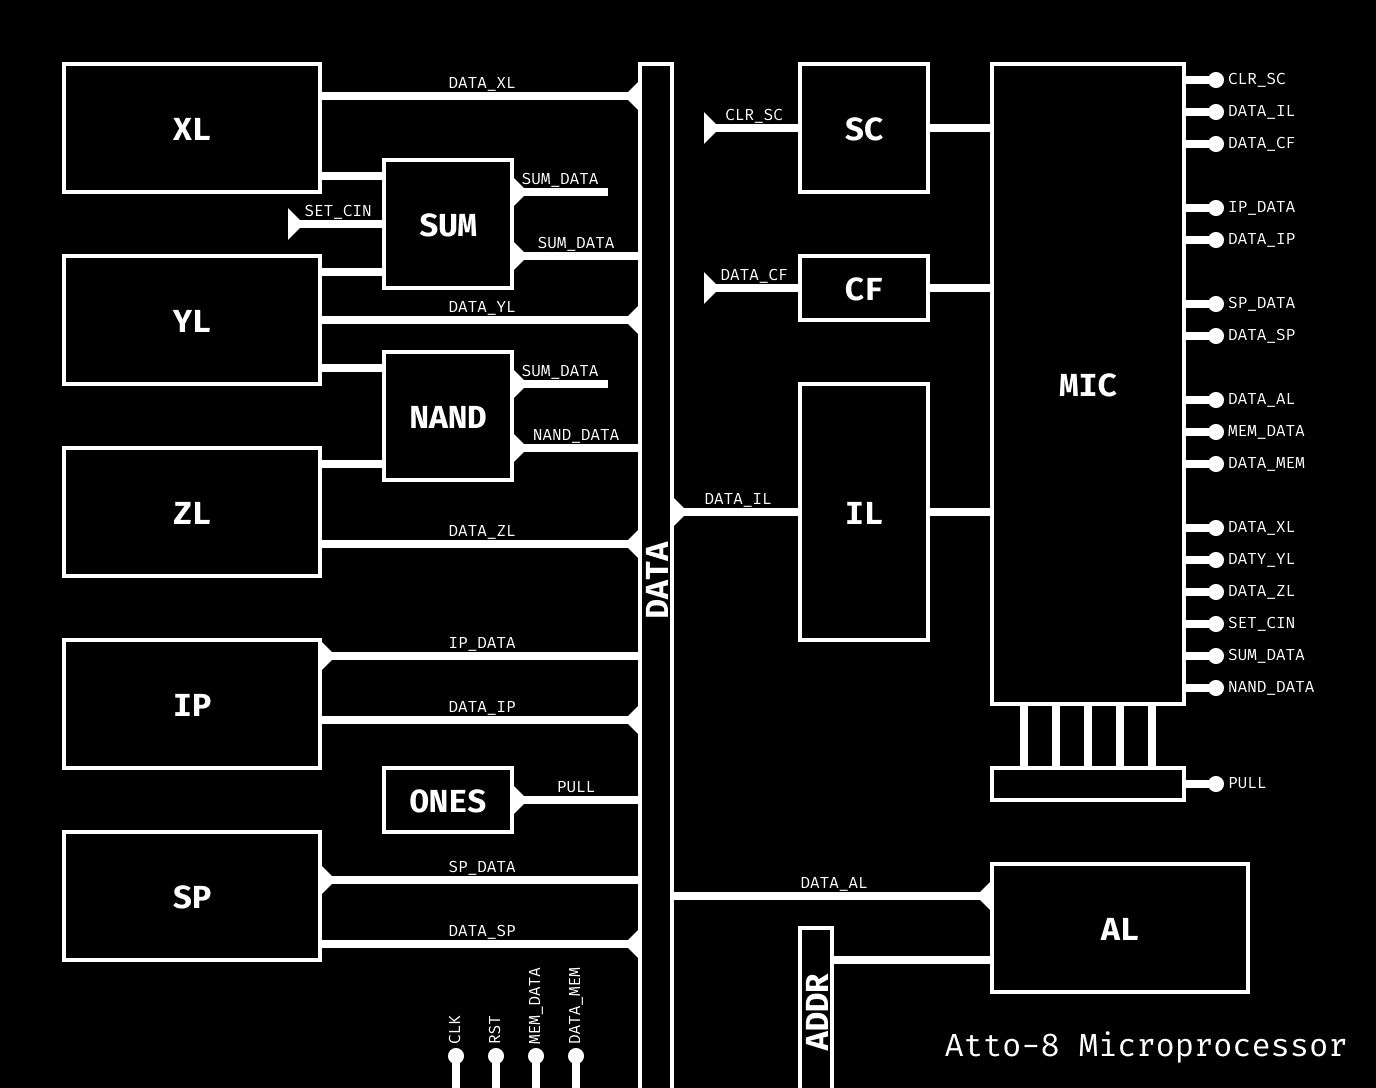 XL
DATA_XL
SUM_DATA
SET_CIN
SUM
SUM_DATA
YL
DATA_YL
SUM_DATA
NAND
NAND_DATA
ZL
DATA_ZL
IP_DATA
IP
DATA_IP
ONES
PULL
SP_DATA
SP
DATA_SP
CLK
RST
MEM_DATA
DATA_MEM
DATA
CLR_SC
SC
DATA_CF
CF
DATA_IL
IL
MIC
CLR_SC
DATA_IL
DATA_CF
IP_DATA
DATA_IP
SP_DATA
DATA_SP
DATA_AL
MEM_DATA
DATA_MEM
DATA_XL
DATY_YL
DATA_ZL
SET_CIN
SUM_DATA
NAND_DATA
PULL
DATA_AL
AL
ADDR
Atto-8 Microprocessor